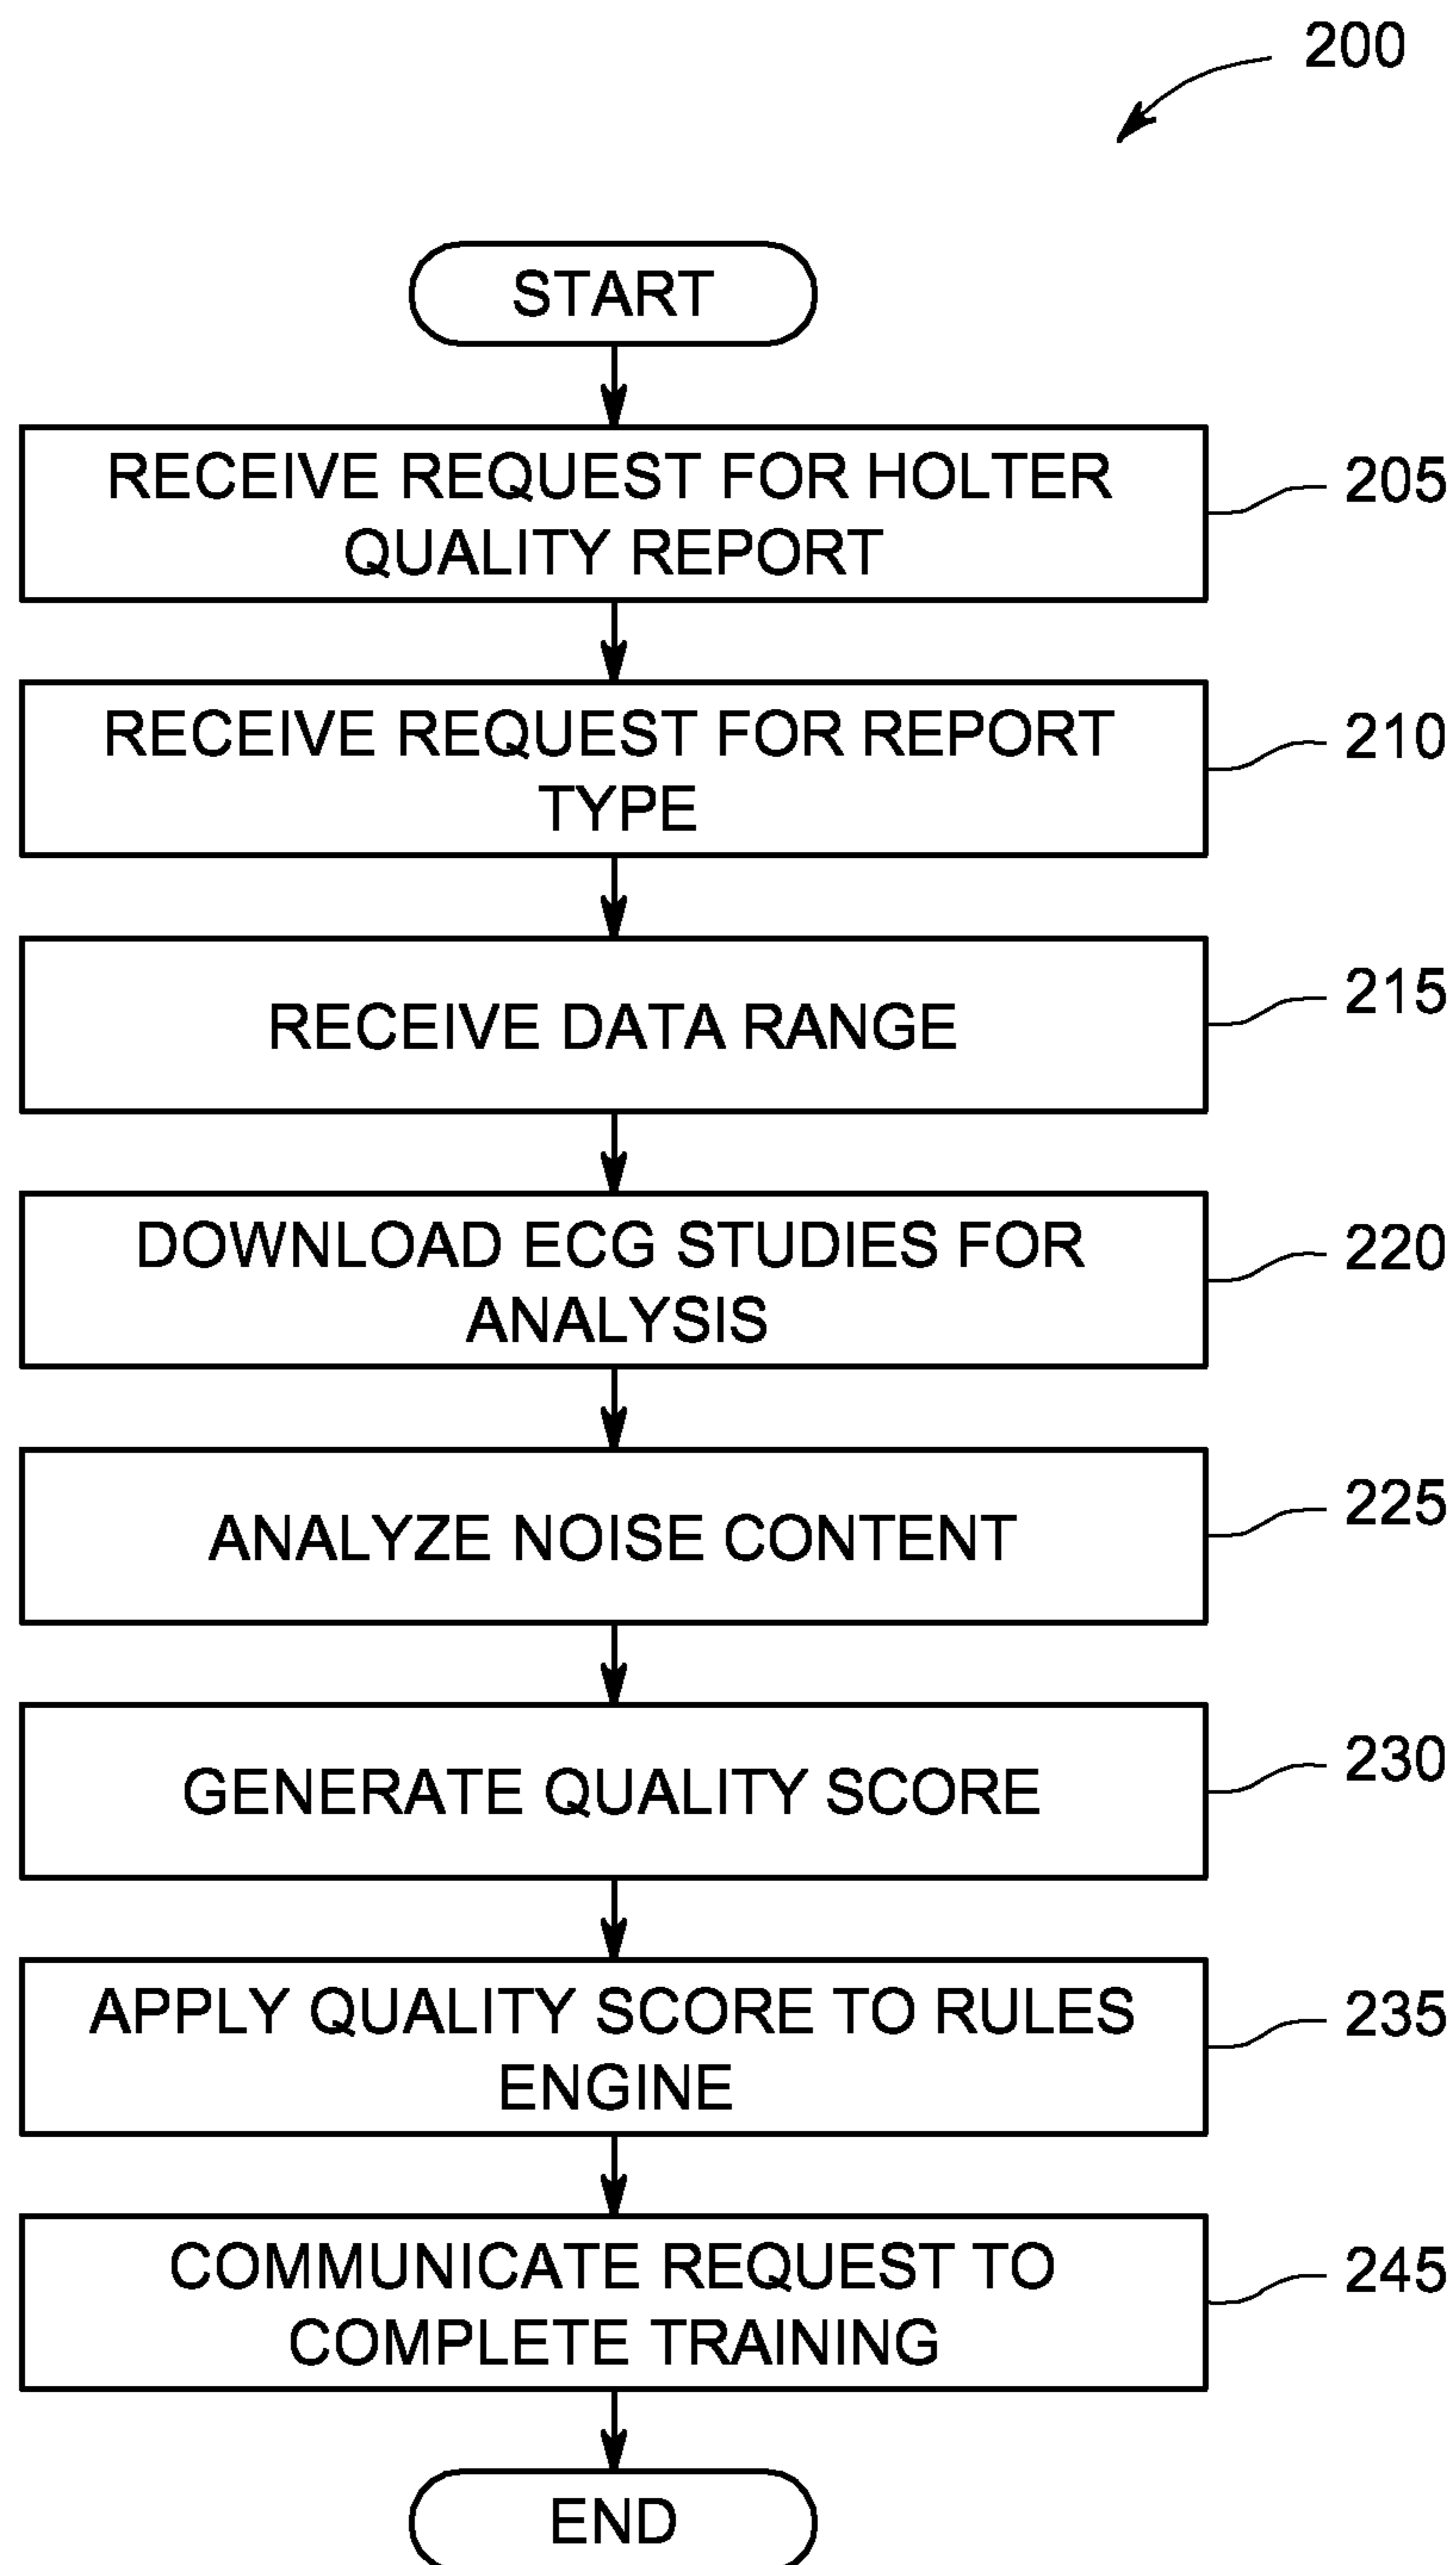 200
START
RECEIVE REQUEST FOR HOLTER
QUALITY REPORT
205
RECEIVE REQUEST FOR REPORT
TYPE
210
RECEIVE DATA RANGE
215
DOWNLOAD ECG STUDIES FOR
ANALYSIS
220
ANALYZE NOISE CONTENT
225
GENERATE QUALITY SCORE
230
APPLY QUALITY SCORE TO RULES
ENGINE
235
COMMUNICATE REQUEST TO
COMPLETE TRAINING
245
END